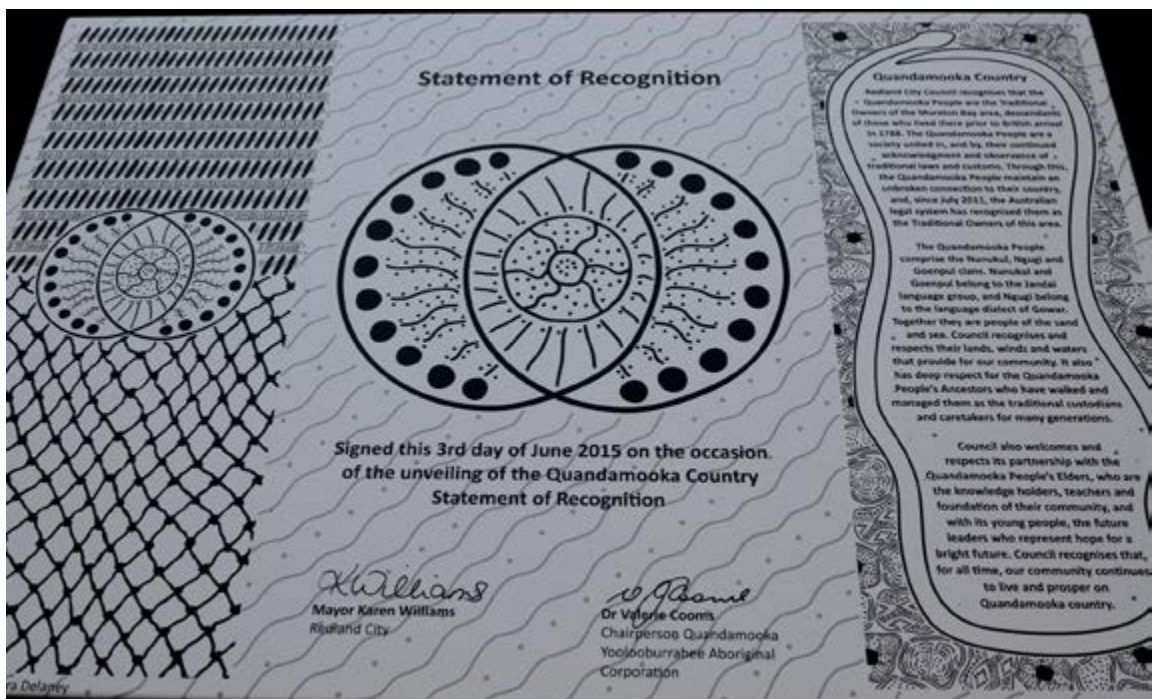 Statement of Recognition
Signed this 3rd day of June 2015 on the occasion
of the unveiling of the Quandamooka Country
Statement of Recognition
KWilliams
Mayor Karen Williams
Redland City
Dr Valerie Cooms
Chairperson Quandamooka
Yoolooburrabee Aboriginal
Corporation
Delaney
Quandamooka Country
Redland City Council recognises that the
Quandamooka People are the Traditional
Owners of the Moreton Bay area, descendants
of those who lived there prior to British arrival
in 1788. The Quandamooka People are a
society united in, and by, their continued
acknowledgment and observance of
traditional laws and customs. Through this,
the Quandamooka People maintain an
unbroken connection to their country,
and, since July 2011, the Australian
legal system has recognised them as
the Traditional Owners of this area.
The Quandamooka People
comprise the Nunukul, Ngugi and
Goenpul clans. Nunukul and
Goenpul belong to the Jandai
language group, and Ngugi belong
to the language dialect of Gowar.
Together they are people of the sand
and sea. Council recognises and
respects their lands, winds and waters
that provide for our community. It also
has deep respect for the Quandamooka
People's Ancestors who have walked and
managed them as the traditional custodians
and caretakers for many generations.
Council also welcomes and
respects its partnership with the
Quandamooka People's Elders, who are
the knowledge holders, teachers and
foundation of their community, and
with its young people, the future
leaders who represent hope for a
bright future. Council recognises that,
for all time, our community continues
to live and prosper on
Quandamooka country.